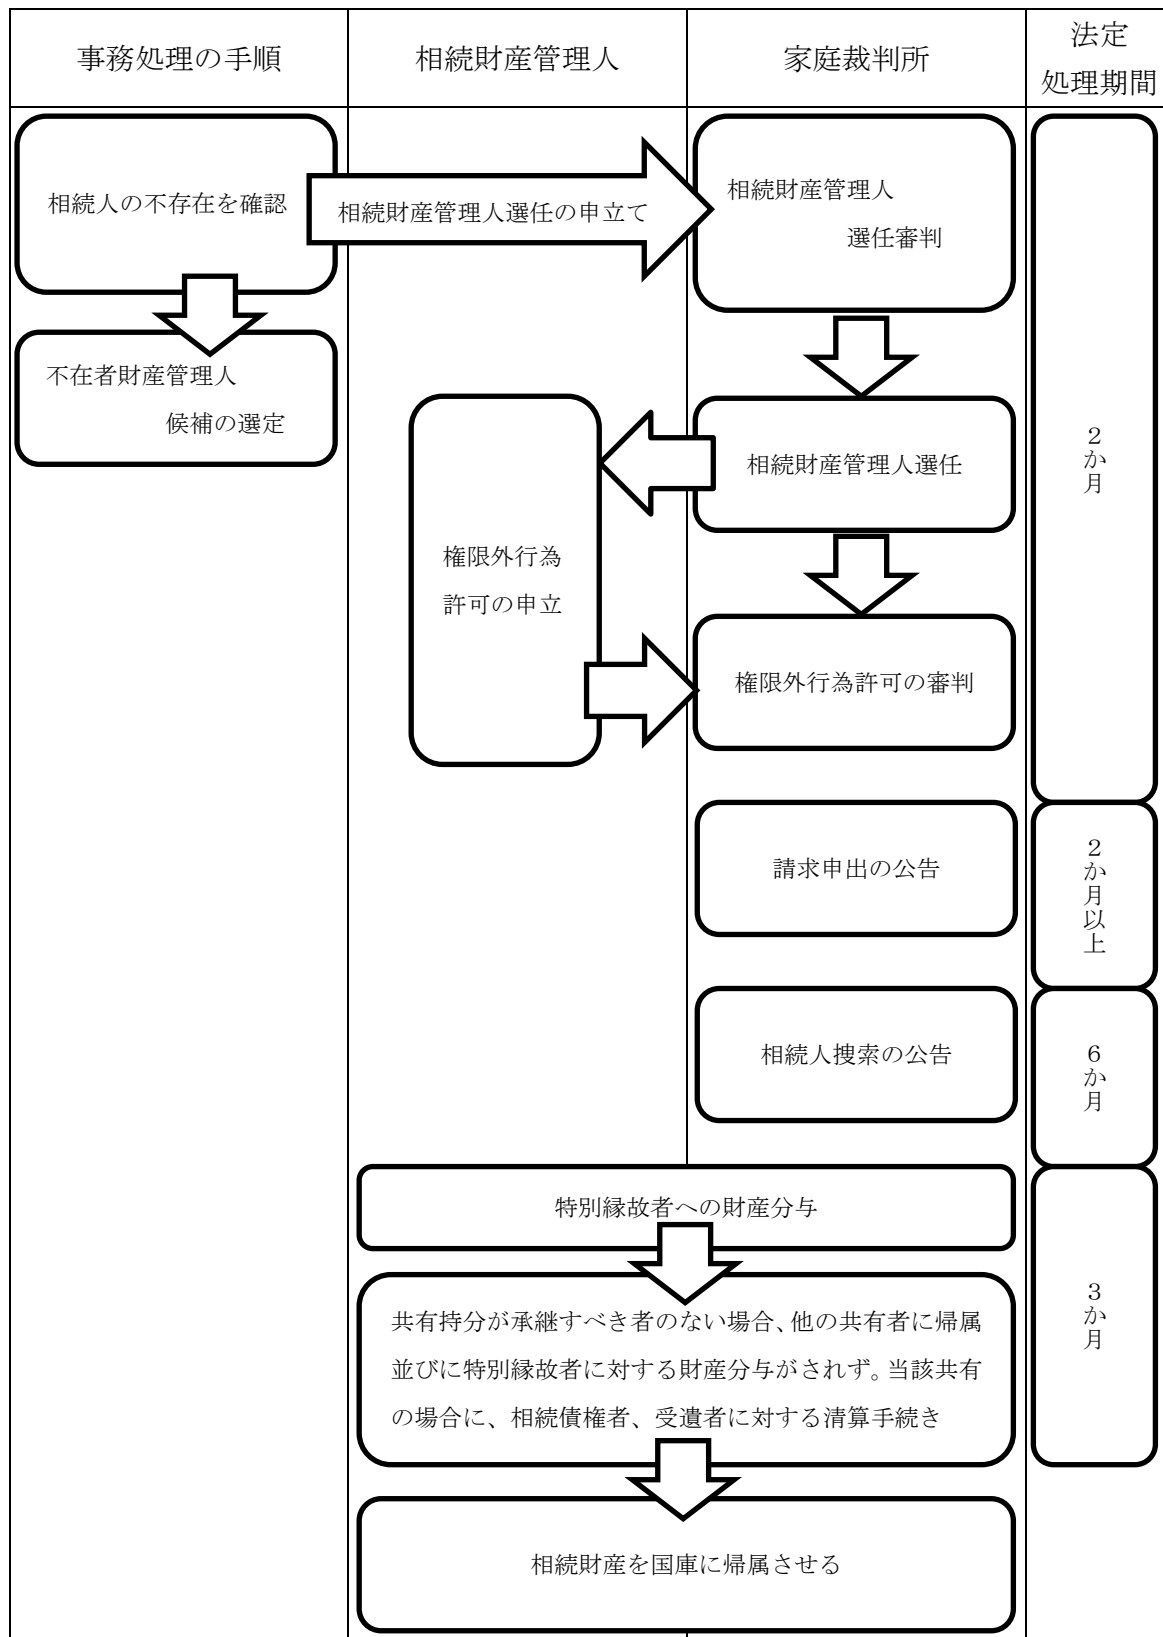 事務処理の手順
相続財産管理人
家庭裁判所
法定
処理期間
相続人の不存在を確認
相続財産管理人選任の申立て
相続財産管理人
選任審判
不在者財産管理人
候補の選定
相続財産管理人選任
2か月
権限外行為
許可の申立
権限外行為許可の審判
請求申出の公告
2か月以上
相続人捜索の公告
6か月
特別縁故者への財産分与
共有持分が承継すべき者のない場合、他の共有者に帰属
並びに特別縁故者に対する財産分与がされず。当該共有
の場合に、相続債権者、受遺者に対する清算手続き
3か月
相続財産を国庫に帰属させる